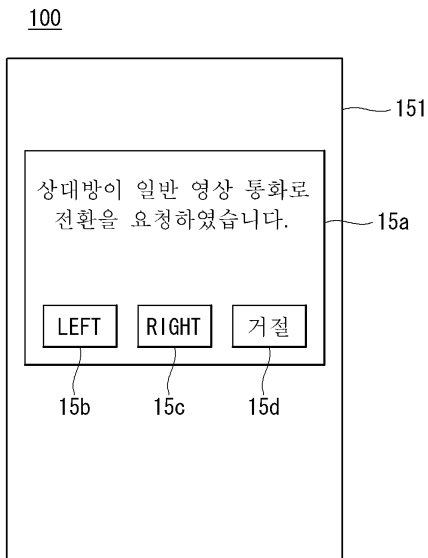 100
151
상대방이 일반 영상 통화로
전환을 요청하였습니다.
15a
LEFT RIGHT 거절
15b 15c 15d